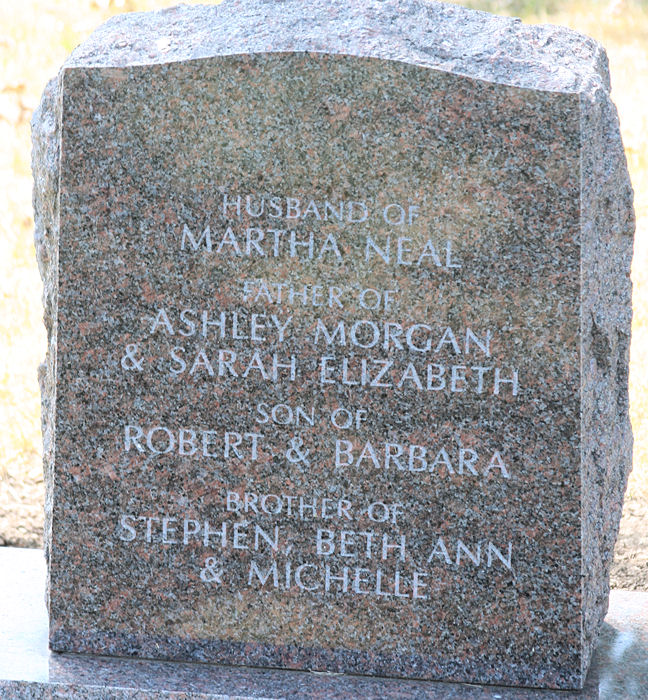 HUSBAND OF
MARTHA NEAL
FATHER OF
ASHLEY MORGAN
& SARAH ELIZABETH
SON OF
ROBERT & BARBARA
BROTHER OF
STEPHEN, BETH ANN
& MICHELLE